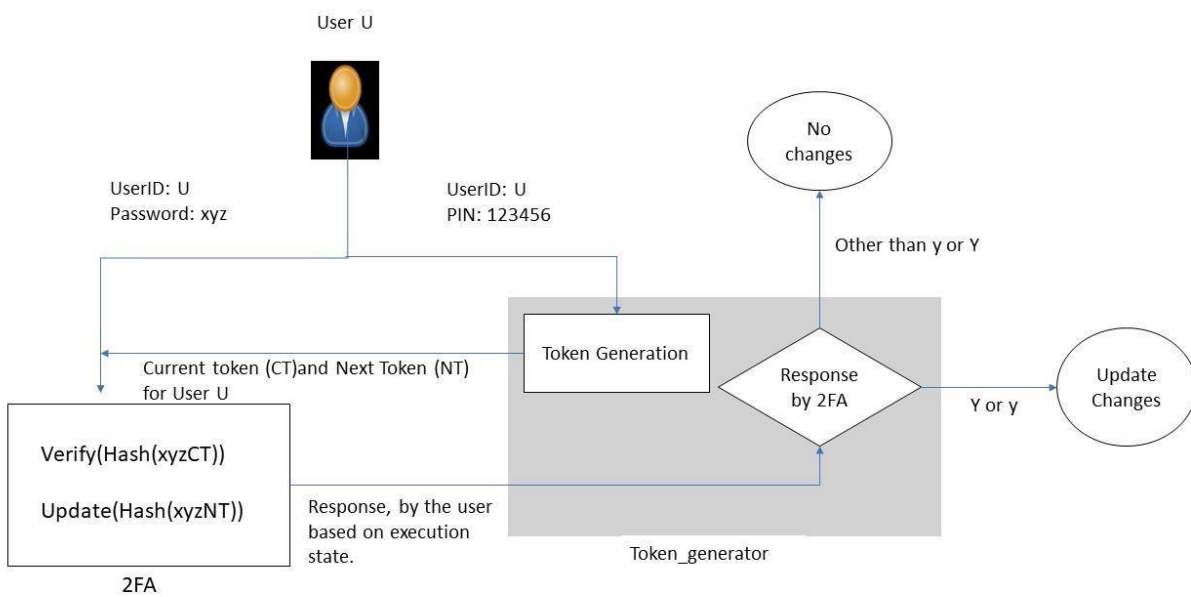 User U
UserID: U
Password: xyz
UserID: U
PIN: 123456
No
changes
Other than y or Y
Token Generation
Current token (CT)and Next Token (NT)
for User U
Response
by 2FA
Y or y
Update
Changes
Verify(Hash(xyzCT))
Update(Hash(xyzNT))
Response, by the user
based on execution
state.
Token_generator
2FA